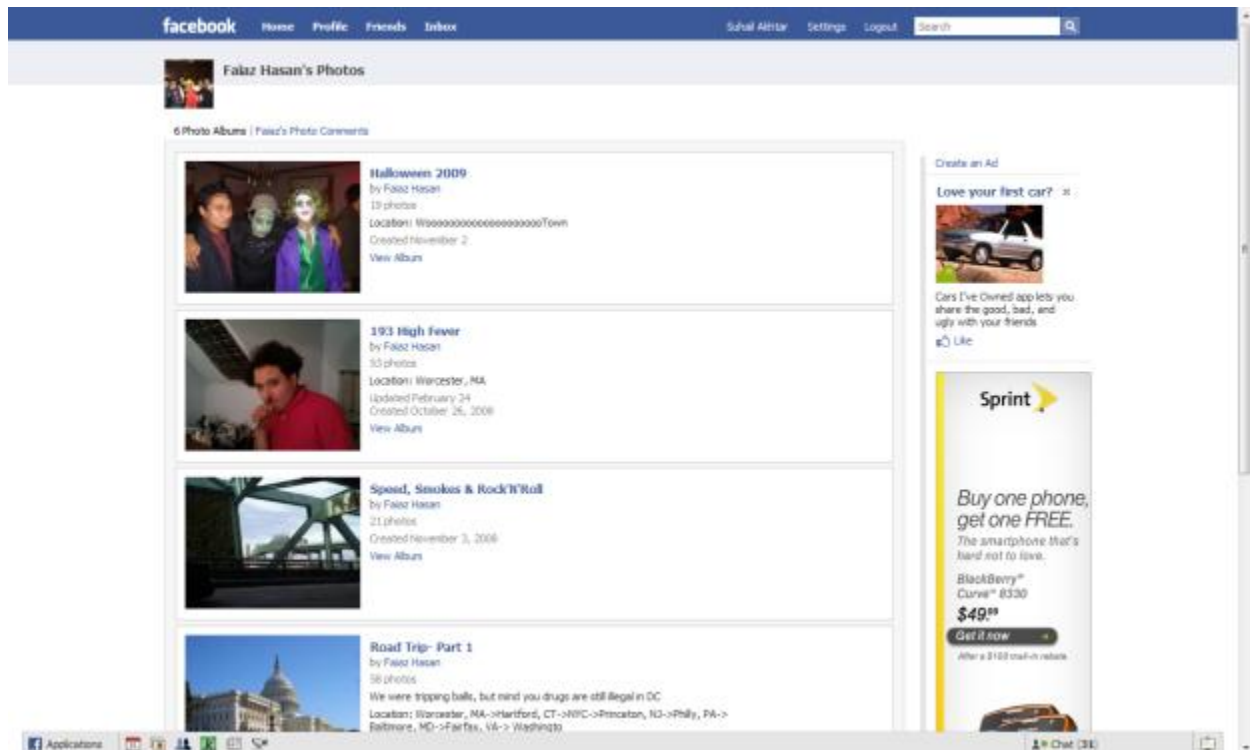 facebook Home Profile Friends Inbox Suhail Akhtar Settings Logout Search
Faiaz Hasan's Photos
6 Photo Albums | Faiaz's Photo Comments
Halloween 2009
by Faiaz Hasan
19 photos
Location: WooooooooooooooooooooTown
Created November 2
View Album
193 High Fever
by Faiaz Hasan
53 photos
Location: Worcester, MA
Updated February 24
Created October 26, 2008
View Album
Speed, Smokes & Rock'N'Roll
by Faiaz Hasan
21 photos
Created November 3, 2008
View Album
Road Trip- Part 1
by Faiaz Hasan
58 photos
We were tripping balls, but mind you drugs are still illegal in DC
Location: Worcester, MA->Hartford, CT->NYC->Princeton, NJ->Philly, PA->
Baltimore, MD->Fairfax, VA-> Washingto
Create an Ad
Love your first car? x
Cars I've Owned app lets you
share the good, bad, and
ugly with your friends
Like
Sprint
Buy one phone,
get one FREE.
The smartphone that's
hard not to love.
BlackBerry®
Curve™ 8330
$49.99
Get it now
After a $100 mail-in rebate.
Applications
Chat (31)